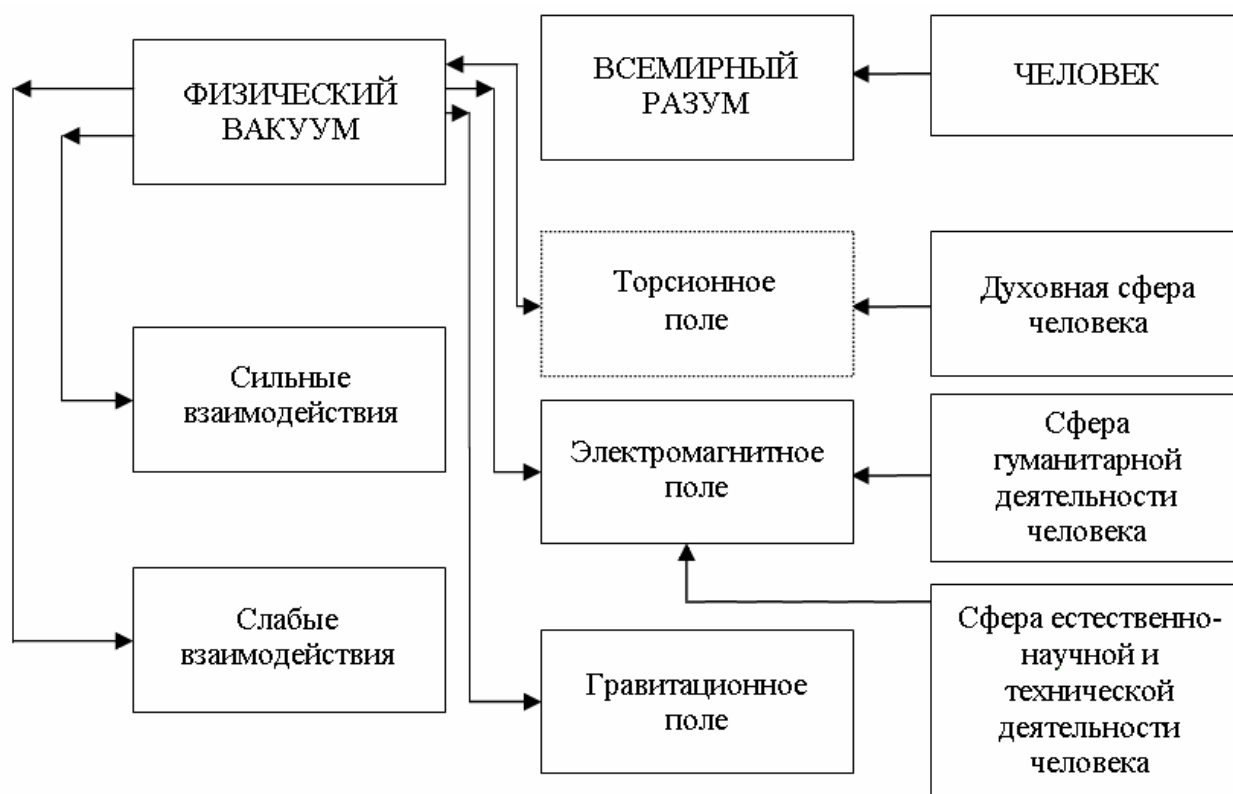 ФИЗИЧЕСКИЙ
ВАКУУМ
ВСЕМИРНЫЙ
РАЗУМ
ЧЕЛОВЕК
Торсионное
поле
Духовная сфера
человека
Сильные
взаимодействия
Электромагнитное
поле
Сфера
гуманитарной
деятельности
человека
Слабые
взаимодействия
Гравитационное
поле
Сфера естественно-
научной и
технической
деятельности
человека